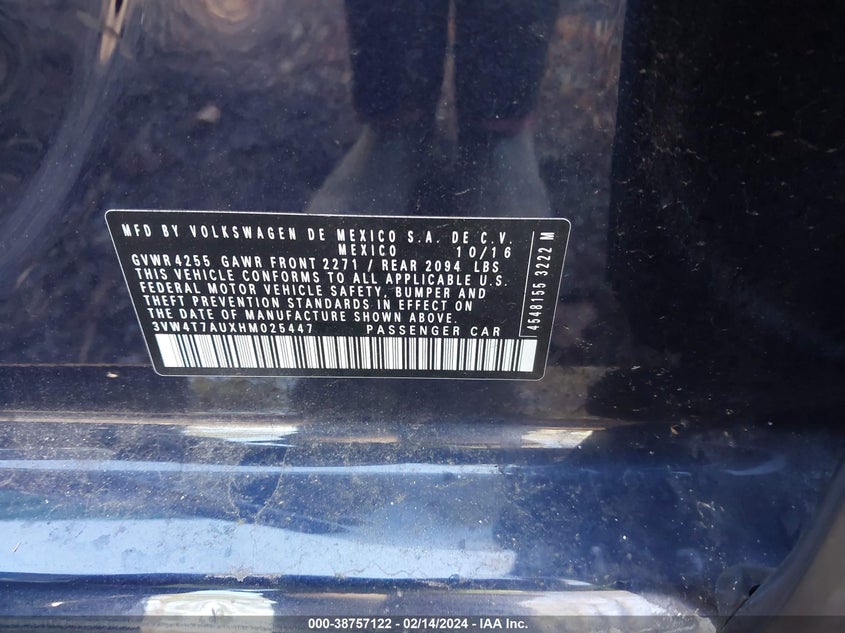 MFD BY VOLKSWAGEN DE MEXICO S.A. DE C.V.
MEXICO 10/16
GVWR 4255 GAWR FRONT 2271 / REAR 2094 LBS
THIS VEHICLE CONFORMS TO ALL APPLICABLE U.S.
FEDERAL MOTOR VEHICLE SAFETY, BUMPER AND
THEFT PREVENTION STANDARDS IN EFFECT ON
THE DATE OF MANUFACTURE SHOWN ABOVE.
3VW4T7AUXHM025447 PASSENGER CAR
4548155 3222 M
000-38757122 - 02/14/2024 - IAA Inc.